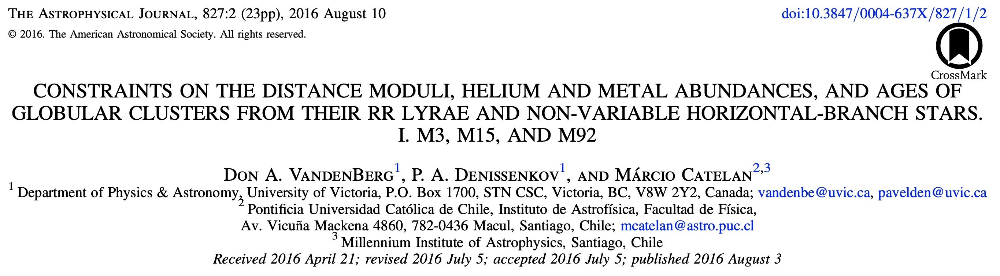 THE ASTROPHYSICAL JOURNAL, 827:2 (23pp), 2016 August 10
doi:10.3847/0004-637X/827/1/2
© 2016. The American Astronomical Society. All rights reserved.
CrossMark
CONSTRAINTS ON THE DISTANCE MODULI, HELIUM AND METAL ABUNDANCES, AND AGES OF
GLOBULAR CLUSTERS FROM THEIR RR LYRAE AND NON-VARIABLE HORIZONTAL-BRANCH STARS.
I. M3, M15, AND M92
DON A. VANDENBERG1, P. A. DENISSENKOV1, AND MÁRCIO CATELAN2,3
1 Department of Physics & Astronomy, University of Victoria, P.O. Box 1700, STN CSC, Victoria, BC, V8W 2Y2, Canada; vandenbe@uvic.ca, pavelden@uvic.ca
2 Pontificia Universidad Católica de Chile, Instituto de Astrofísica, Facultad de Física,
Av. Vicuña Mackena 4860, 782-0436 Macul, Santiago, Chile; mcatelan@astro.puc.cl
3 Millennium Institute of Astrophysics, Santiago, Chile
Received 2016 April 21; revised 2016 July 5; accepted 2016 July 5; published 2016 August 3